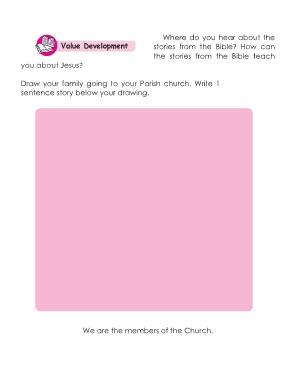 Value Development
Where do you hear about the
stories from the Bible? How can
the stories from the Bible teach
you about Jesus?
Draw your family going to your Parish church. Write 1
sentence story below your drawing.
We are the members of the Church.